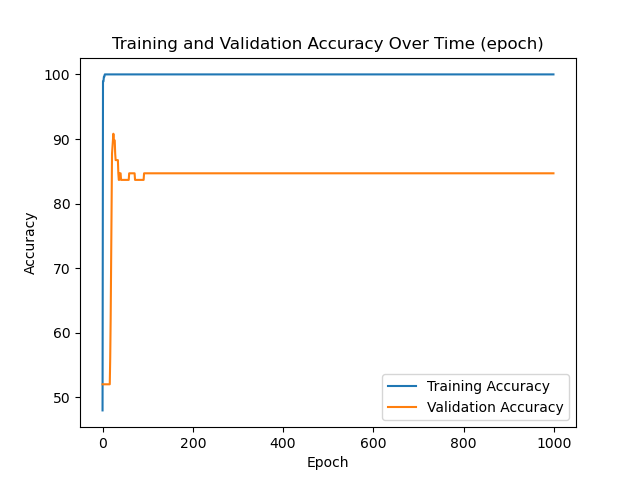 Training and Validation Accuracy Over Time (epoch)
100
90
80
70
60
50
Accuracy
0
200
400
600
800
1000
Epoch
Training Accuracy
Validation Accuracy